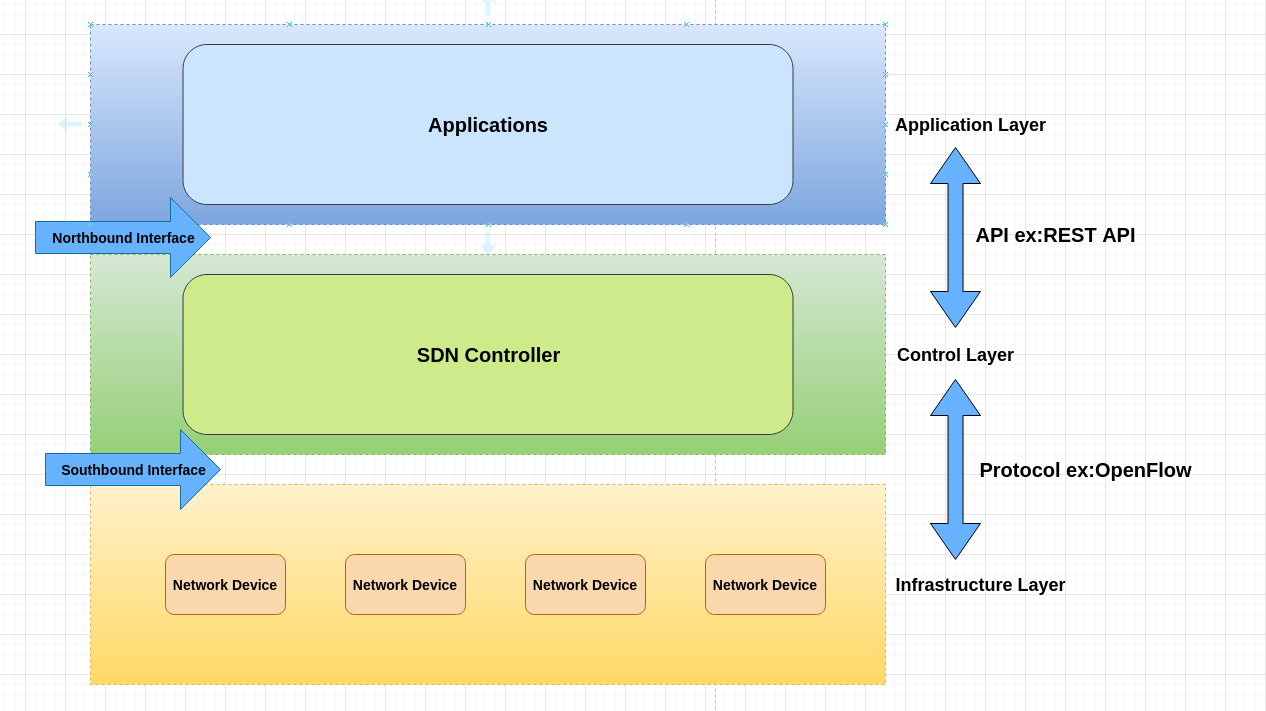 Applications
Application Layer
Northbound Interface
API ex:REST API
SDN Controller
Control Layer
Southbound Interface
Protocol ex:OpenFlow
Network Device
Network Device
Network Device
Network Device
Infrastructure Layer